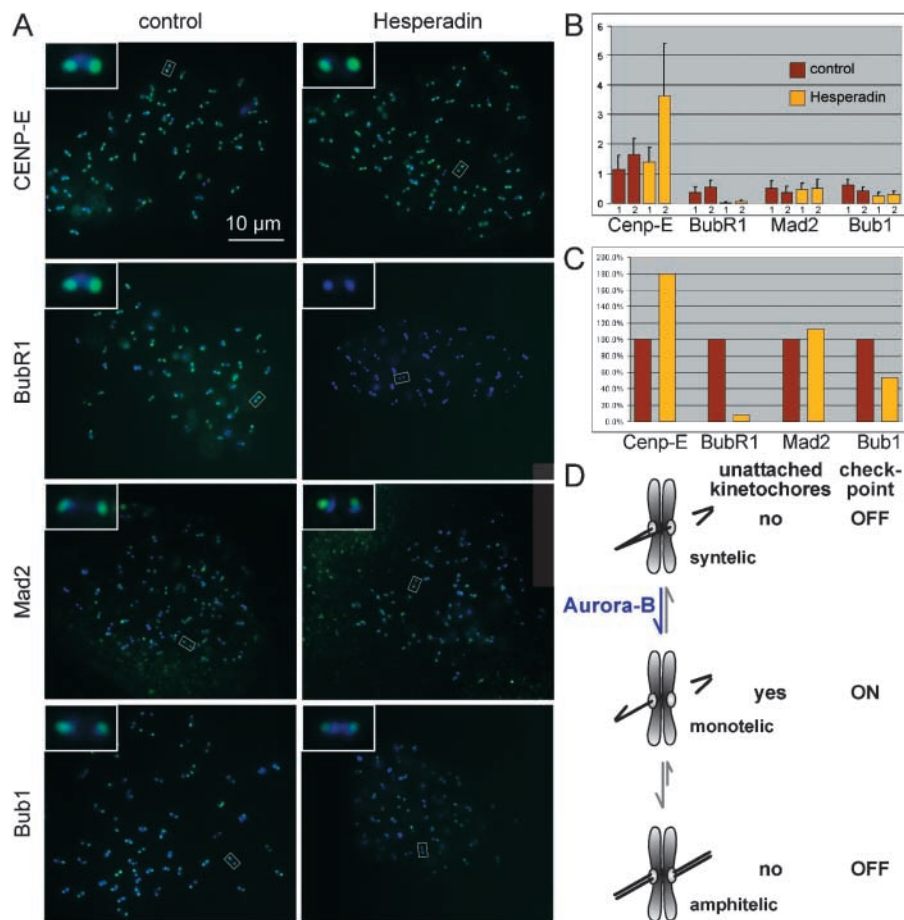 A
control
Hesperadin
CENP-E
10 µm
BubR1
Mad2
Bub1
B
6
5
4
3
2
1
0
control
Hesperadin
1 2 1 2 1 2 1 2 1 2 1 2 1 2 1 2
Cenp-E BubR1 Mad2 Bub1
C
200.0%
180.0%
160.0%
140.0%
120.0%
100.0%
80.0%
60.0%
40.0%
20.0%
0.0%
Cenp-E BubR1 Mad2 Bub1
D
unattached check-
kinetochores point
no OFF
syntelic
Aurora-B
yes ON
monotelic
no OFF
amphitelic